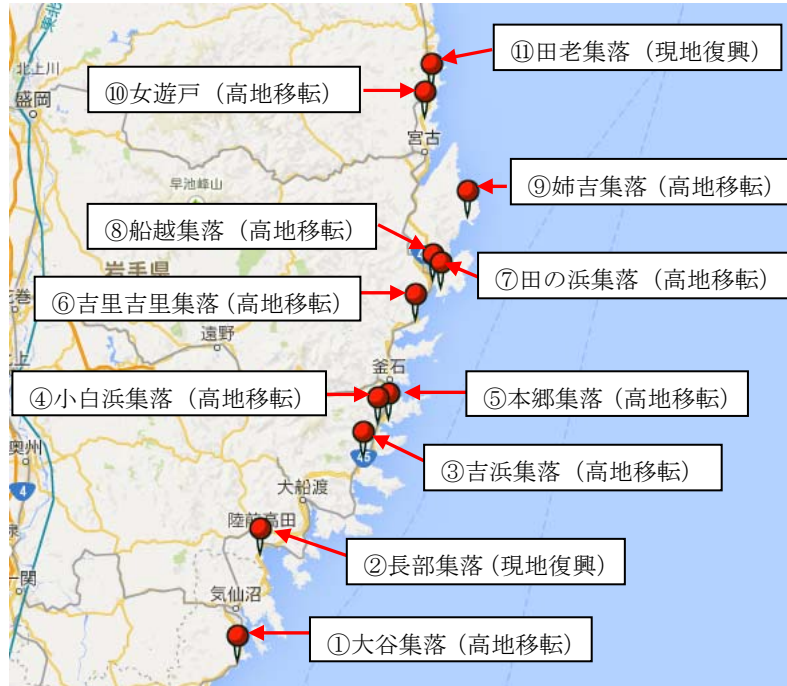 東北
⑪田老集落（現地復興）
北上川
盛岡
⑩女遊戸（高地移転）
宮古
早池峰山
⑨姉吉集落（高地移転）
⑧船越集落（高地移転）
岩手県
⑦田の浜集落（高地移転）
花巻
⑥吉里吉里集落（高地移転）
遠野
北上
釜石
④小白浜集落（高地移転）
⑤本郷集落（高地移転）
奥州
③吉浜集落（高地移転）
45
4
大船渡
陸前高田
②長部集落（現地復興）
一関
気仙沼
①大谷集落（高地移転）